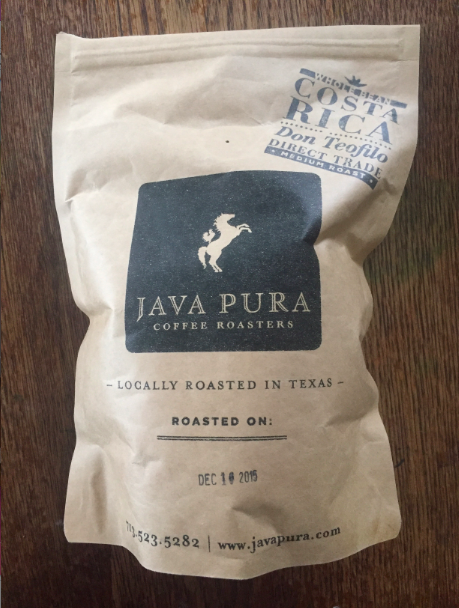 WHOLE BEAN
COSTA
RICA
Don Teofilo
DIRECT TRADE
• MEDIUM ROAST •
JAVA PURA
COFFEE ROASTERS
– LOCALLY ROASTED IN TEXAS –
ROASTED ON:
DEC 10 2015
713.523.5282 | www.javapura.com